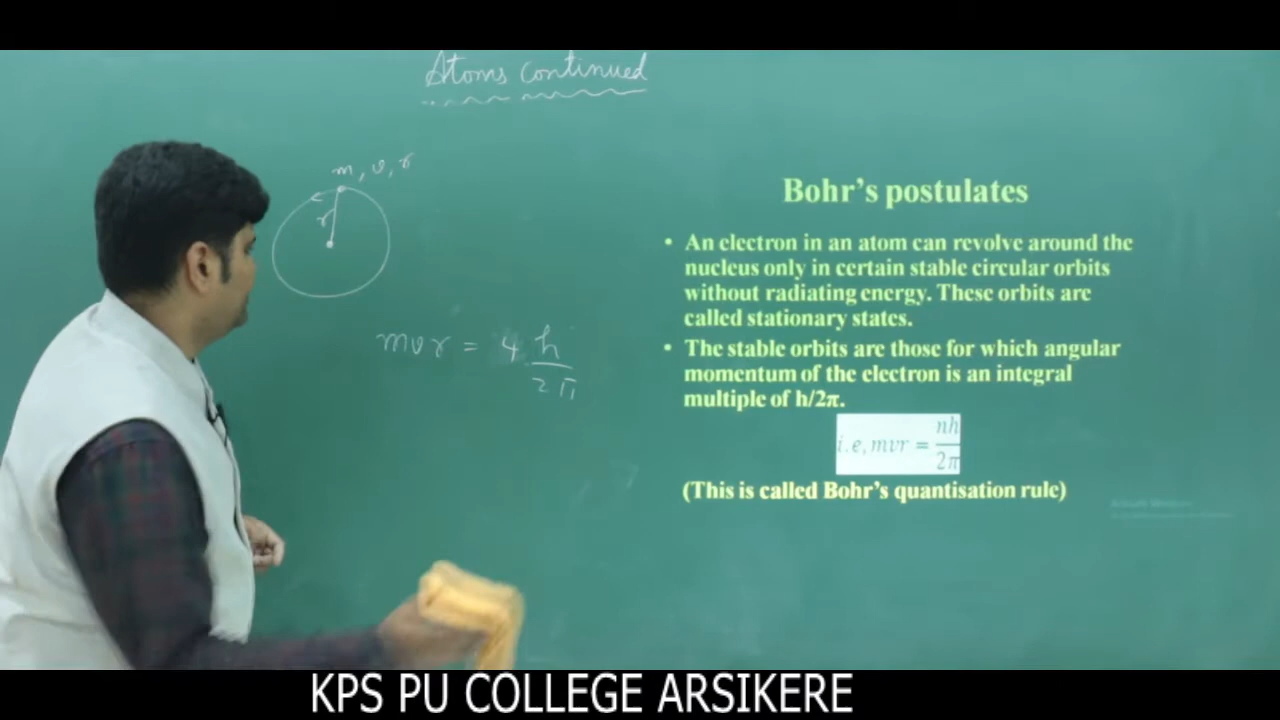 Atoms continued
m, v, r
r
mvr = 4 h
2π
Bohr's postulates
• An electron in an atom can revolve around the
nucleus only in certain stable circular orbits
without radiating energy. These orbits are
called stationary states.
• The stable orbits are those for which angular
momentum of the electron is an integral
multiple of h/2π.
i.e, mvr = nh
2π
(This is called Bohr's quantisation rule)
KPS PU COLLEGE ARSIKERE